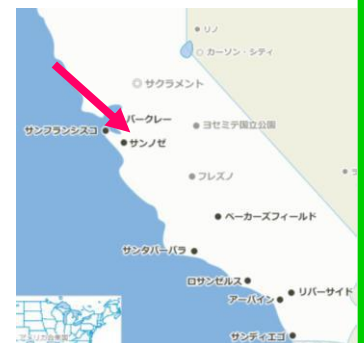 リノ
カーソン・シティ
サクラメント
バークレー
ヨセミテ国立公園
サンフランシスコ
サンノゼ
フレズノ
ベーカーズフィールド
サンタバーバラ
ロサンゼルス
リバーサイド
アーバイン
サンディエゴ